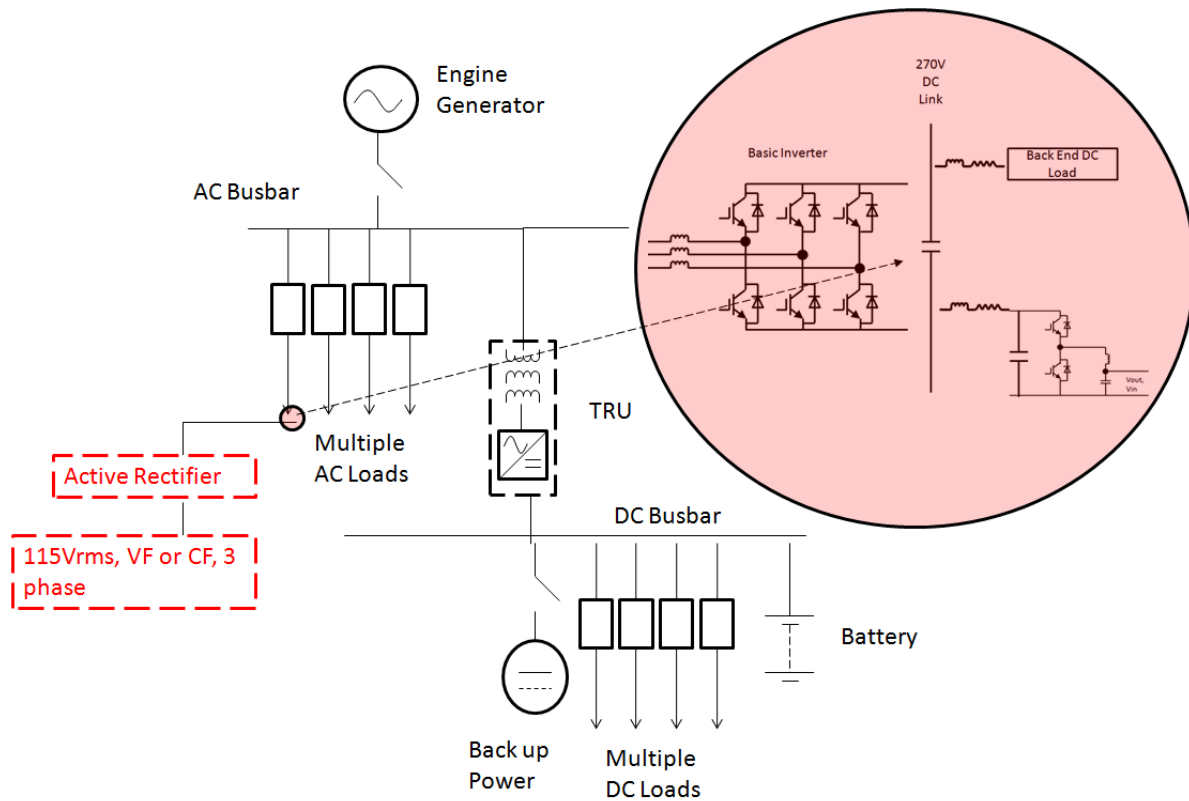 Engine
Generator
AC Busbar
270V
DC
Link
Basic Inverter
Back End DC
Load
Vout,
Vin
TRU
Multiple
AC Loads
Active Rectifier
115Vrms, VF or CF, 3
phase
DC Busbar
Battery
Back up
Power
Multiple
DC Loads